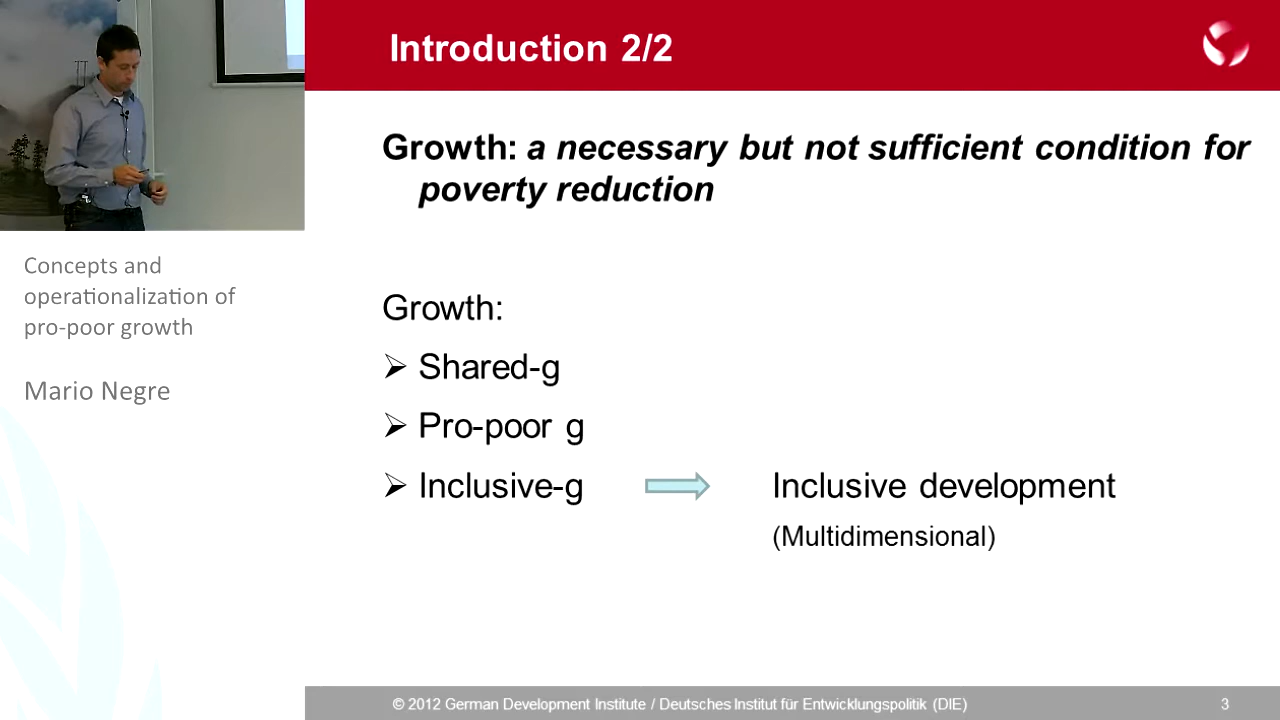 Introduction 2/2
Growth: a necessary but not sufficient condition for
poverty reduction
Concepts and
operationalization of
pro-poor growth
Mario Negre
Growth:
➢ Shared-g
➢ Pro-poor g
➢ Inclusive-g
Inclusive development
(Multidimensional)
© 2012 German Development Institute / Deutsches Institut für Entwicklungspolitik (DIE)
3